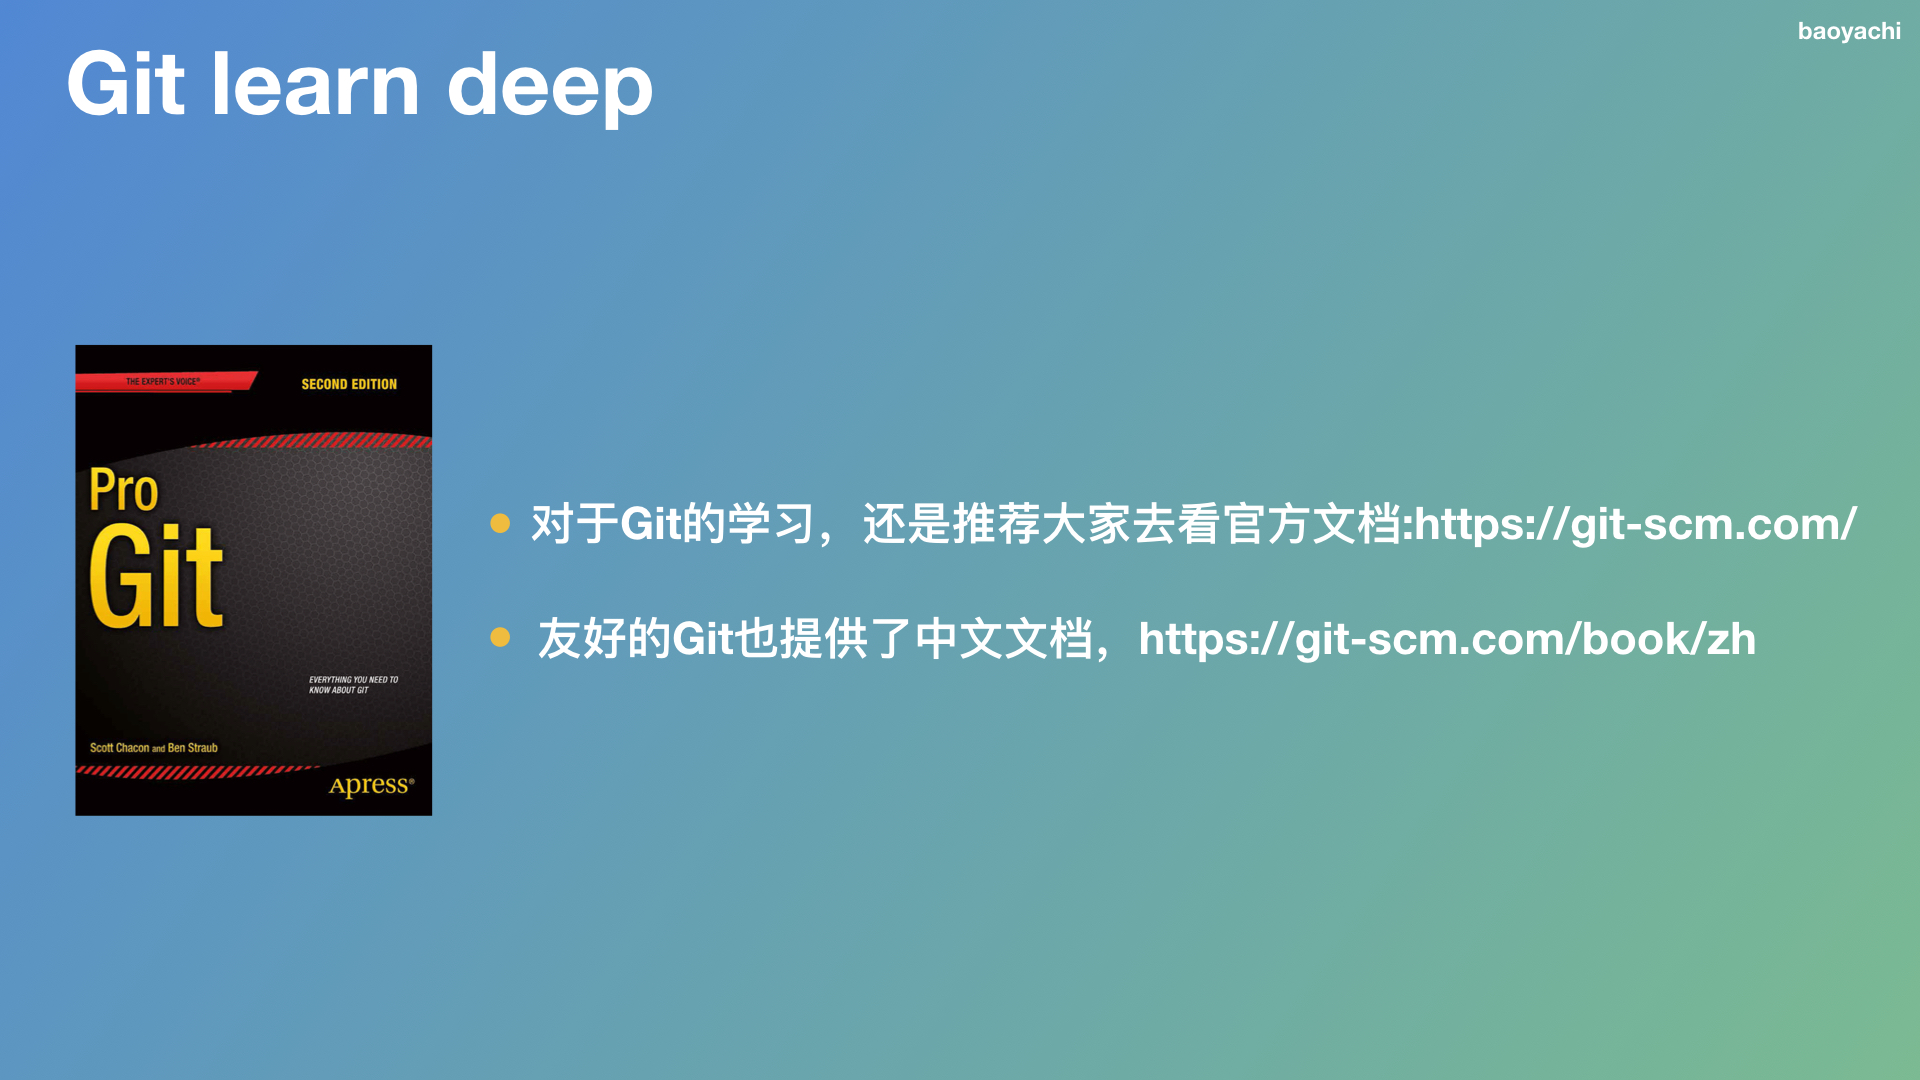 baoyachi
Git learn deep
THE EXPERT'S VOICE®
SECOND EDITION
Pro
Git
EVERYTHING YOU NEED TO
KNOW ABOUT GIT
Scott Chacon and Ben Straub
Apress®
对于Git的学习，还是推荐大家去看官方文档:https://git-scm.com/
友好的Git也提供了中文文档，https://git-scm.com/book/zh